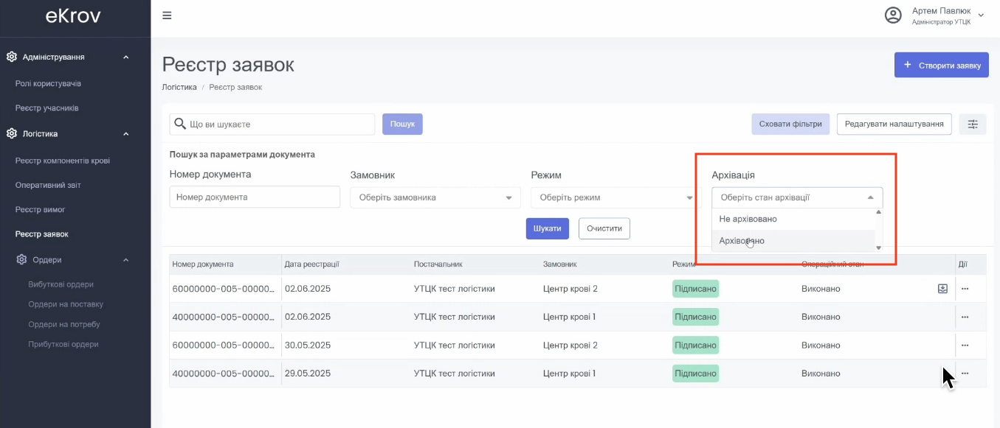 eKrov
Артем Павлюк
Адміністратор УТЦК
Адміністрування
Ролі користувачів
Реєстр учасників
Логістика
Реєстр компонентів крові
Оперативний звіт
Реєстр вимог
Реєстр заявок
Ордери
Вибуткові ордери
Ордери на поставку
Ордери на потребу
Прибуткові ордери
Реєстр заявок
+ Створити заявку
Логістика / Реєстр заявок
Що ви шукаєте Пошук Сховати фільтри Редагувати налаштування
Пошук за параметрами документа
Номер документа Замовник Режим Архівація
Номер документа Оберіть замовника Оберіть режим Оберіть стан архівації
Не архівовано
Архівовано
Шукати Очистити
Номер документа Дата реєстрації Постачальник Замовник Режим Операційний стан Дії
60000000-005-00000... 02.06.2025 УТЦК тест логістики Центр крові 2 Підписано Виконано ...
40000000-005-00000... 02.06.2025 УТЦК тест логістики Центр крові 1 Підписано Виконано ...
60000000-005-00000... 30.05.2025 УТЦК тест логістики Центр крові 2 Підписано Виконано ...
40000000-005-00000... 29.05.2025 УТЦК тест логістики Центр крові 1 Підписано Виконано ...